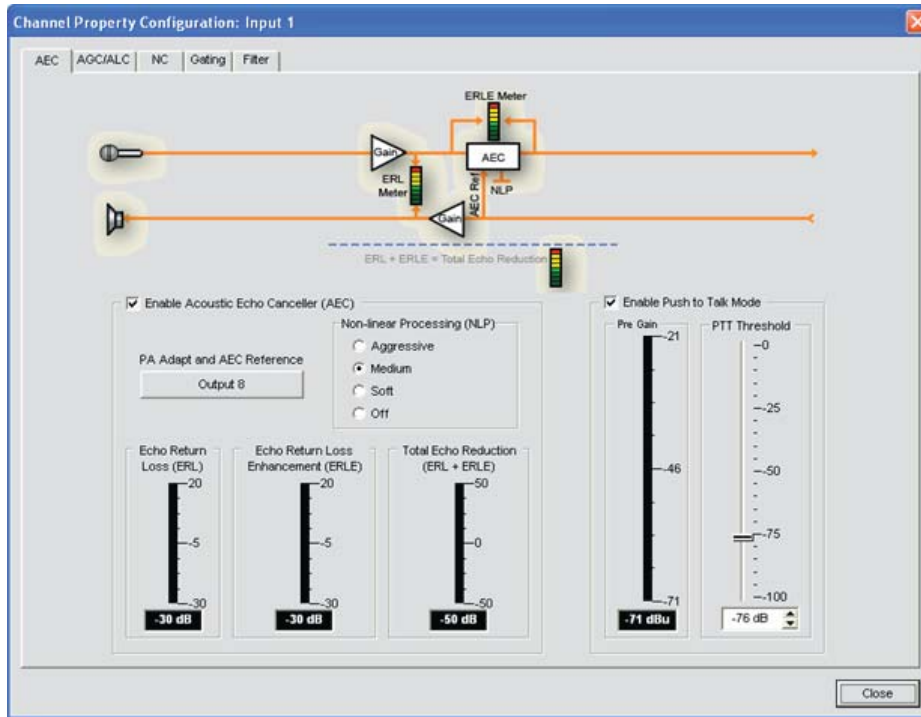 Channel Property Configuration: Input 1
AEC AGC/ALC NC Gating Filter
ERLE Meter
Gain
AEC
ERL
Meter
AEC Ref
NLP
Gain
ERL + ERLE = Total Echo Reduction
Enable Acoustic Echo Canceller (AEC)
PA Adapt and AEC Reference
Output 8
Non-linear Processing (NLP)
Aggressive
Medium
Soft
Off
Echo Return
Loss (ERL)
20
-5
-30
-30 dB
Echo Return Loss
Enhancement (ERLE)
20
-5
-30
-30 dB
Total Echo Reduction
(ERL + ERLE)
50
0
-50
-50 dB
Enable Push to Talk Mode
Pre Gain
-21
-46
-71
-71 dBu
PTT Threshold
0
-25
-50
-75
-100
-76 dB
Close